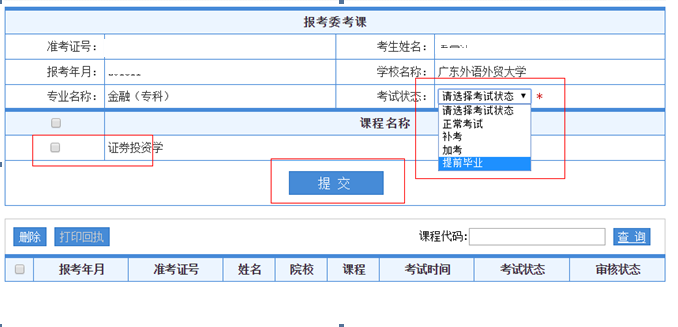 报考委考课
准考证号： 考生姓名：
报考年月： 学校名称： 广东外语外贸大学
专业名称： 金融（专科） 考试状态： 请选择考试状态 *
请选择考试状态
正常考试
补考
加考
提前毕业
课程名称
证券投资学
提 交
删除 打印回执 课程代码: 查 询
报考年月 准考证号 姓名 院校 课程 考试时间 考试状态 审核状态